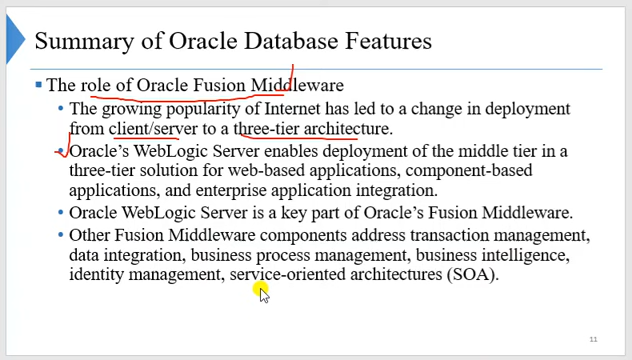 Summary of Oracle Database Features
The role of Oracle Fusion Middleware
The growing popularity of Internet has led to a change in deployment
from client/server to a three-tier architecture.
Oracle's WebLogic Server enables deployment of the middle tier in a
three-tier solution for web-based applications, component-based
applications, and enterprise application integration.
Oracle WebLogic Server is a key part of Oracle's Fusion Middleware.
Other Fusion Middleware components address transaction management,
data integration, business process management, business intelligence,
identity management, service-oriented architectures (SOA).
11